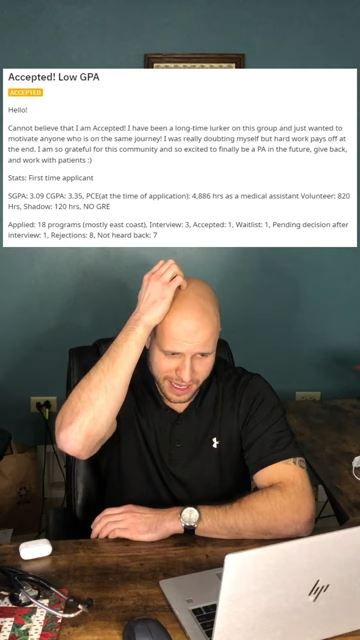 Accepted! Low GPA
ACCEPTED
Hello!
Cannot believe that I am Accepted! I have been a long-time lurker on this group and just wanted to
motivate anyone who is on the same journey! I was really doubting myself but hard work pays off at
the end. I am so grateful for this community and so excited to finally be a PA in the future, give back,
and work with patients :)
Stats: First time applicant
SGPA: 3.09 CGPA: 3.35, PCE(at the time of application): 4,886 hrs as a medical assistant Volunteer: 820
Hrs, Shadow: 120 hrs, NO GRE
Applied: 18 programs (mostly east coast), Interview: 3, Accepted: 1, Waitlist: 1, Pending decision after
interview: 1, Rejections: 8, Not heard back: 7
hp